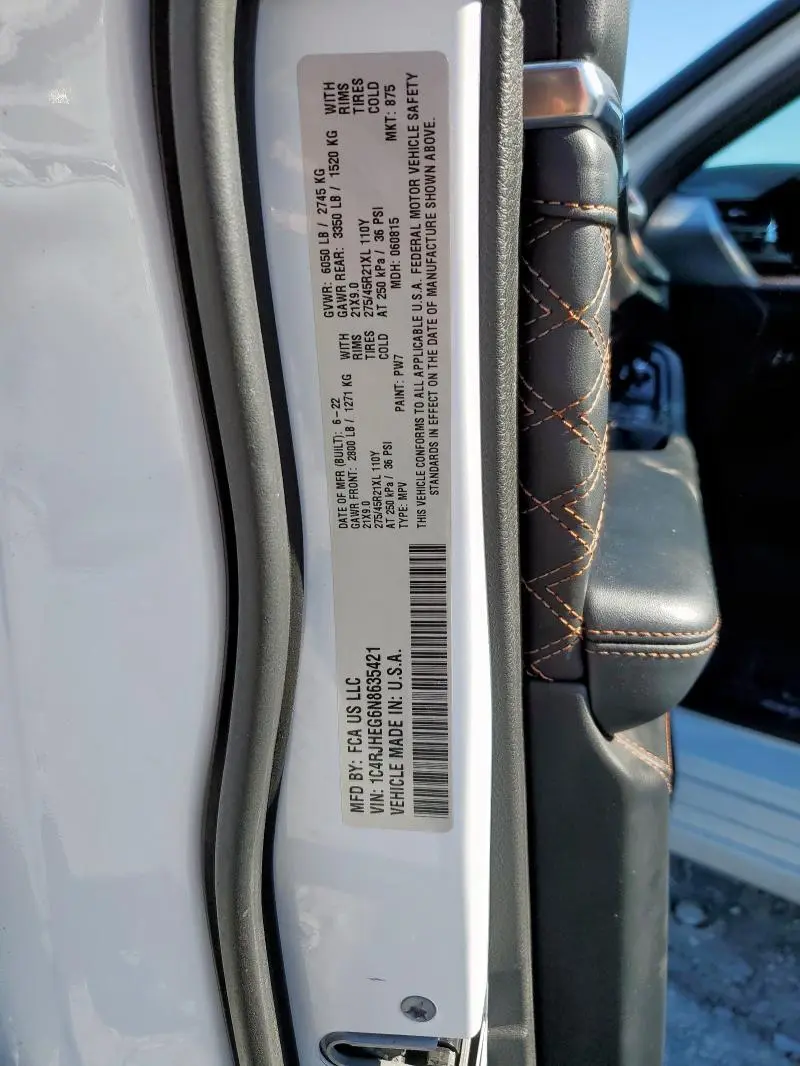 MFD BY: FCA US LLC
VIN: 1C4RJHEG6N8635421
VEHICLE MADE IN: U.S.A.
DATE OF MFR (BUILT): 6-22
GAWR FRONT: 2800 LB / 1271 KG WITH
21X9.0 RIMS
275/45R21XL 110Y TIRES
AT 250 kPa / 36 PSI COLD
TYPE: MPV PAINT: PW7
GVWR: 6050 LB / 2745 KG
GAWR REAR: 3350 LB / 1520 KG WITH
21X9.0 RIMS
275/45R21XL 110Y TIRES
AT 250 kPa / 36 PSI COLD
MDH: 060815 MKT: 875
THIS VEHICLE CONFORMS TO ALL APPLICABLE U.S.A. FEDERAL MOTOR VEHICLE SAFETY
STANDARDS IN EFFECT ON THE DATE OF MANUFACTURE SHOWN ABOVE.